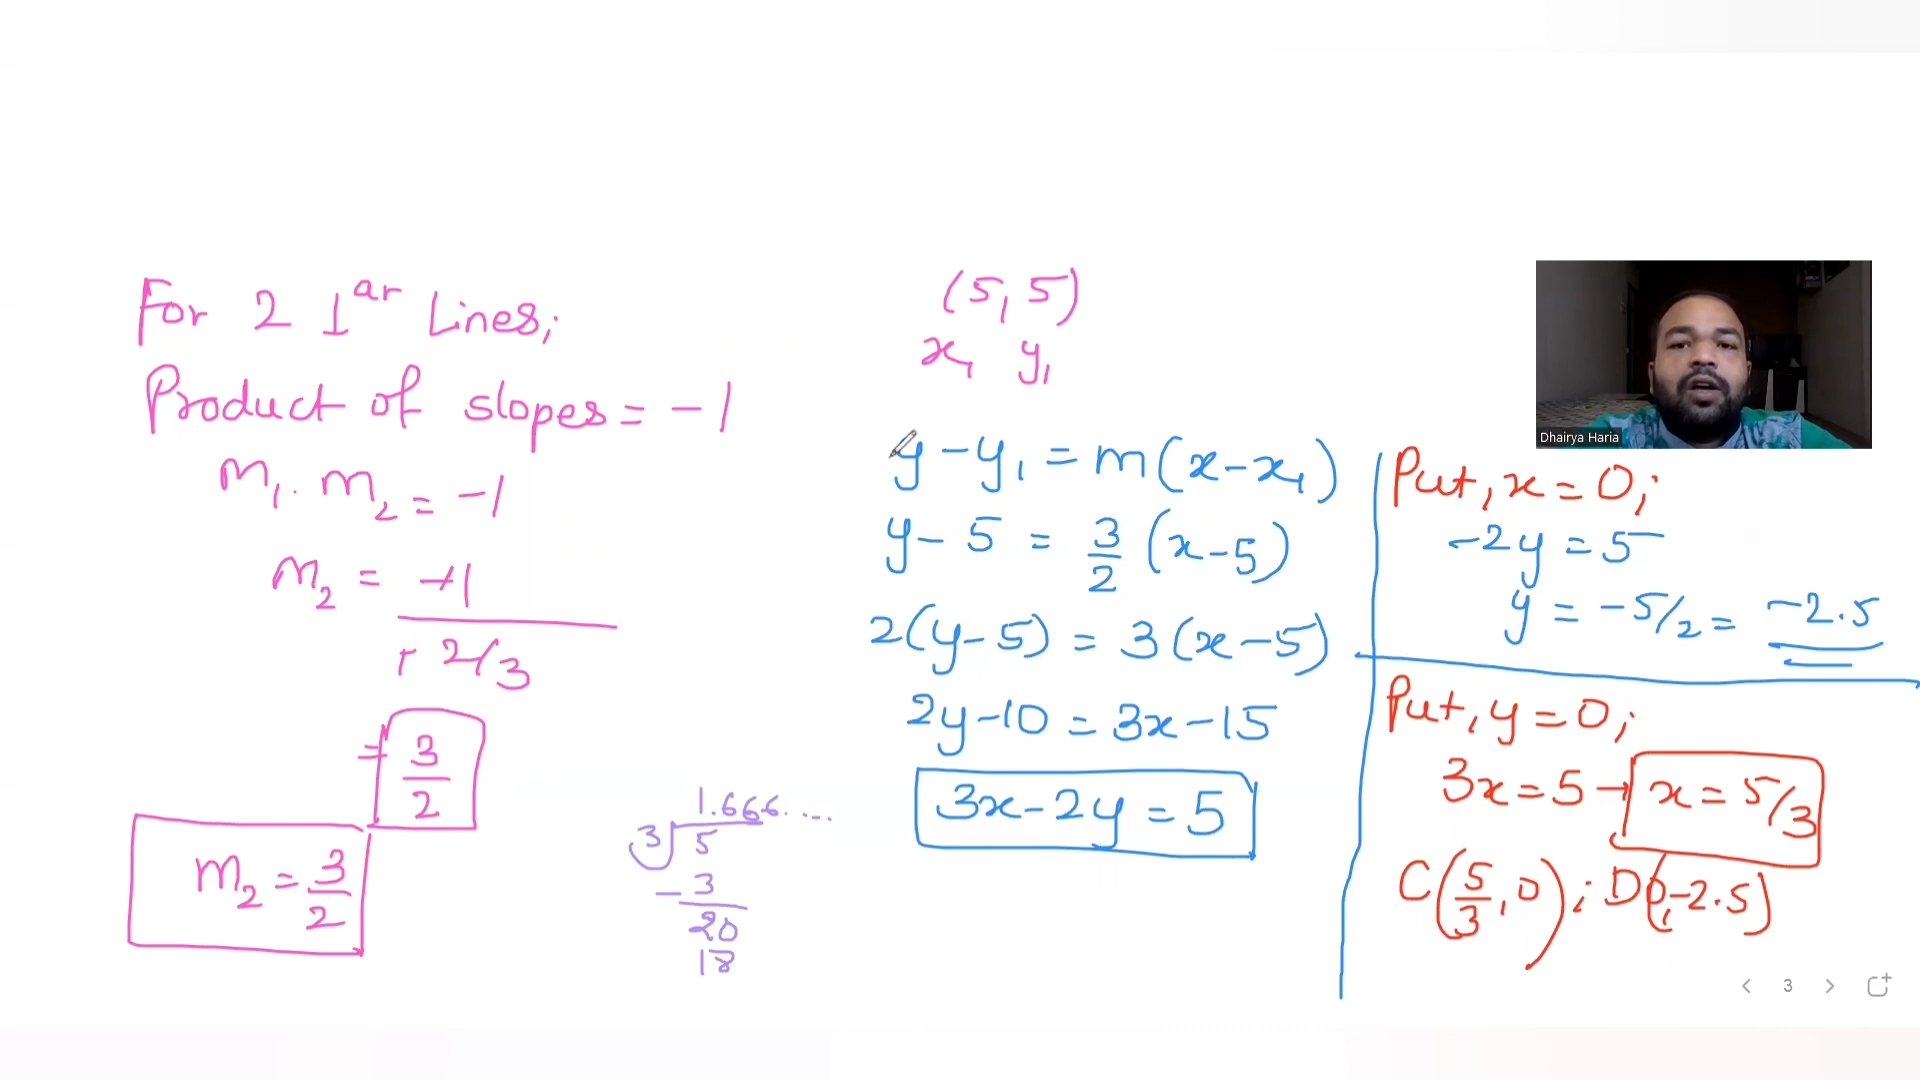 For 2 ⊥ar Lines;
Product of slopes = -1
m₁. m₂ = -1
m₂ = +1
+ 2/3
= 3/2
m₂ = 3/2
1.666....
3 5
- 3
20
18
(5, 5)
x₁ y₁
y - y₁ = m(x - x₁)
y - 5 = 3/2 (x - 5)
2(y - 5) = 3(x - 5)
2y - 10 = 3x - 15
3x - 2y = 5
Dhairya Haria
Put, x = 0;
-2y = 5
y = -5/2 = -2.5
Put, y = 0;
3x = 5 → x = 5/3
C(5/3, 0); D(0, -2.5)
< 3 >